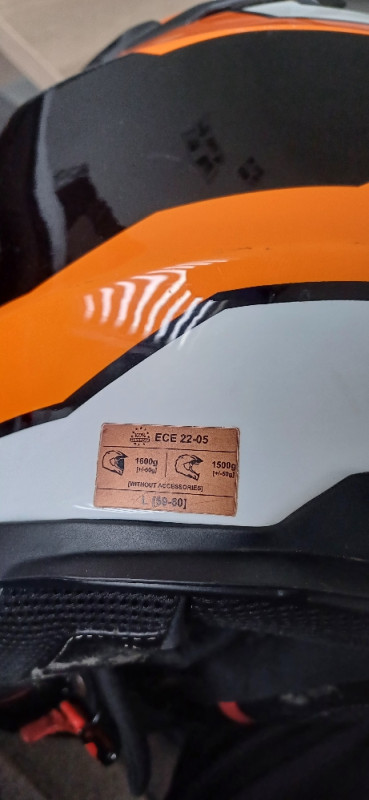 ECE 22-05
1600g 1500g
[+/-50g] [+/-50g]
[WITHOUT ACCESSORIES]
L [59-60]